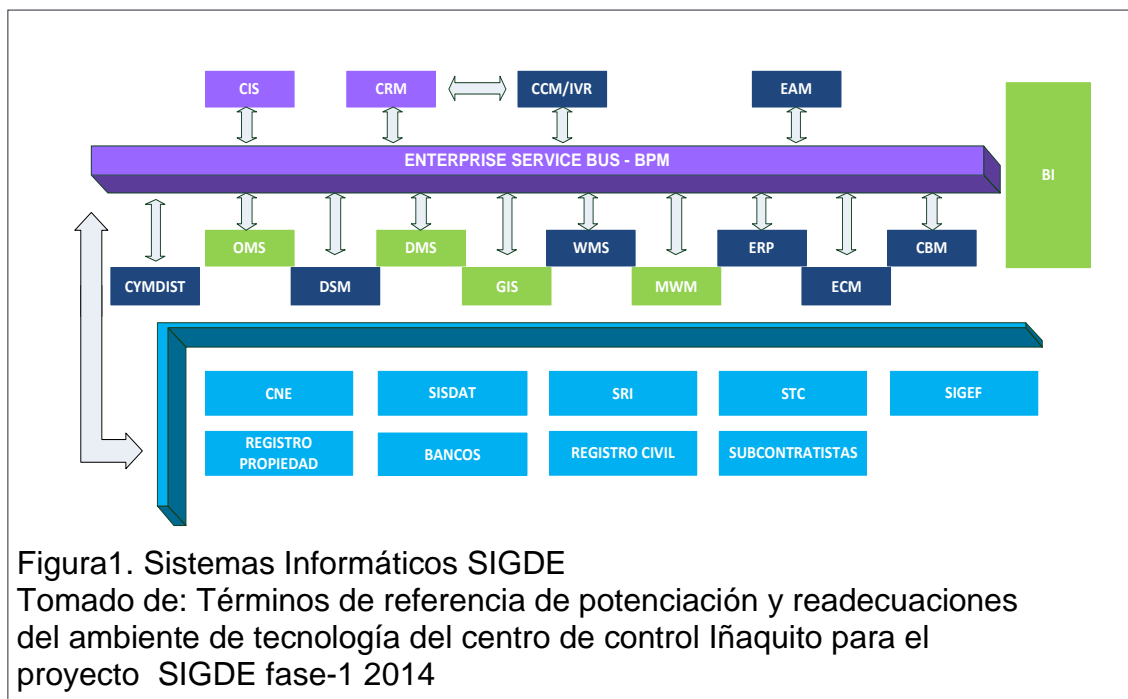 CIS
CRM
CCM/IVR
EAM
BI
ENTERPRISE SERVICE BUS - BPM
OMS
DMS
WMS
ERP
CBM
CYMDIST
DSM
GIS
MWM
ECM
CNE
SISDAT
SRI
STC
SIGEF
REGISTRO
PROPIEDAD
BANCOS
REGISTRO CIVIL
SUBCONTRATISTAS
Figura1. Sistemas Informáticos SIGDE
Tomado de: Términos de referencia de potenciación y readecuaciones
del ambiente de tecnología del centro de control Iñaquito para el
proyecto SIGDE fase-1 2014